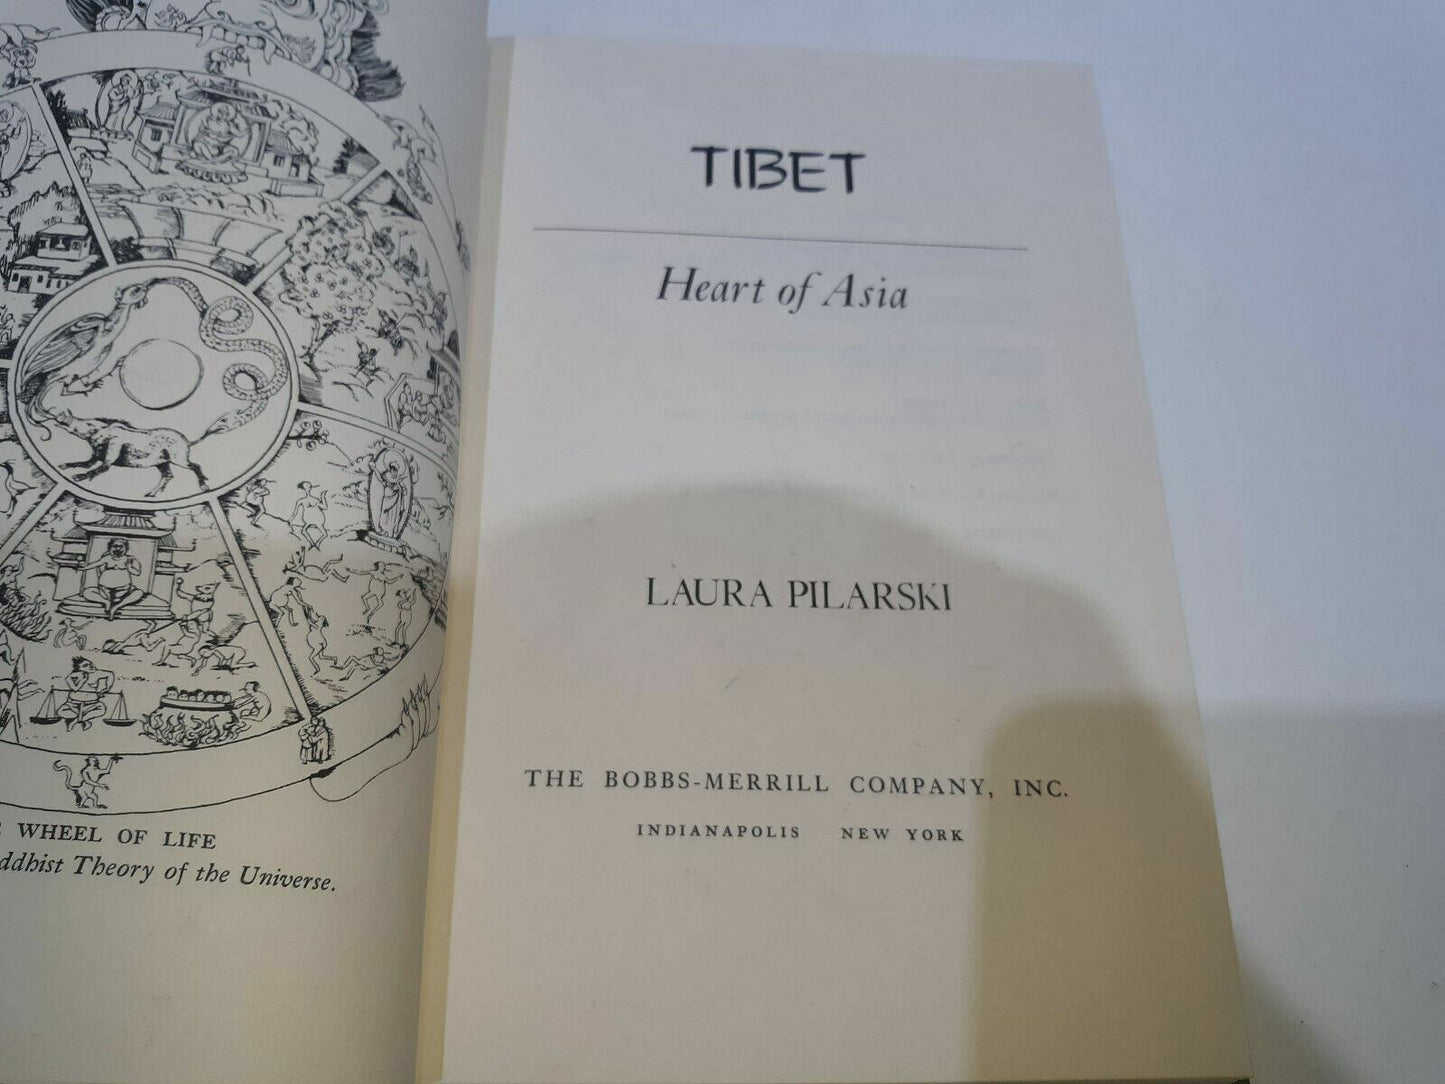 WHEEL OF LIFE
Theory of the Universe.
TIBET
Heart of Asia
LAURA PILARSKI
THE BOBBS-MERRILL COMPANY, INC.
INDIANAPOLIS NEW YORK